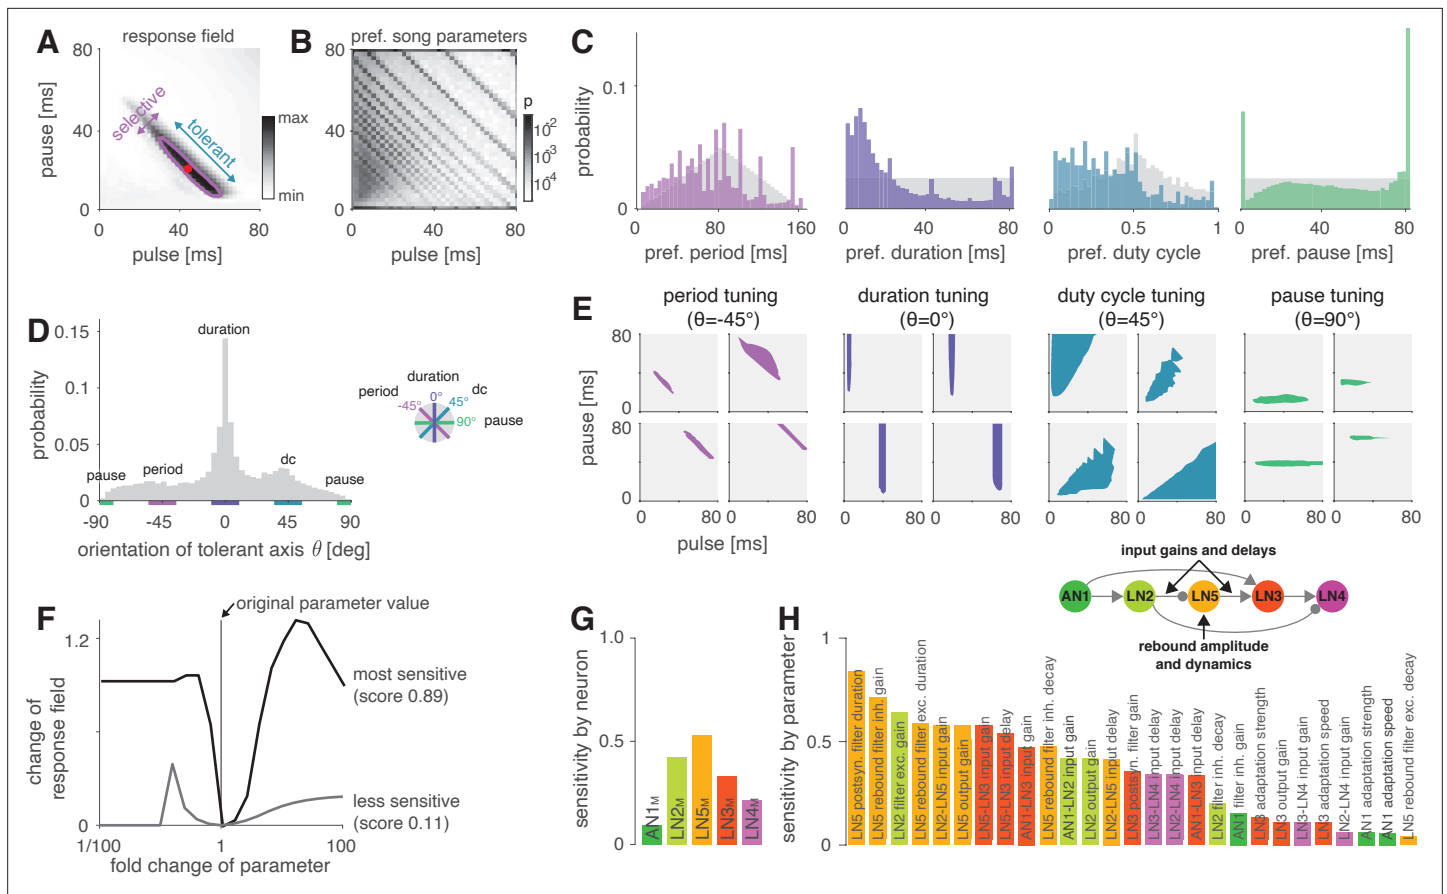 A
response field
80
40
0
pause [ms]
selective
tolerant
max
min
0
40
80
pulse [ms]
B
pref. song parameters
80
40
0
p
10-2
10-3
10-4
0
40
80
pulse [ms]
C
probability
0.1
0
0
80
160
pref. period [ms]
0
40
80
pref. duration [ms]
0
0.5
1
pref. duty cycle
0
40
80
pref. pause [ms]
D
probability
0.15
0.1
0.05
0
duration
pause
period
dc
pause
-90
-45
0
45
90
orientation of tolerant axis θ [deg]
duration
period
dc
-45°
0°
45°
90°
pause
E
period tuning
(θ=-45°)
duration tuning
(θ=0°)
duty cycle tuning
(θ=45°)
pause tuning
(θ=90°)
80
0
80
0
pause [ms]
0
80
0
80
0
80
0
80
0
80
0
80
0
80
0
80
pulse [ms]
F
original parameter value
1.2
0
change of
response field
most sensitive
(score 0.89)
less sensitive
(score 0.11)
1/100
1
100
fold change of parameter
G
sensitivity by neuron
1.0
0.5
0
AN1M
LN2M
LN5M
LN3M
LN4M
H
input gains and delays
AN1
LN2
LN5
LN3
LN4
rebound amplitude
and dynamics
sensitivity by parameter
1
0.5
0
LN5 postsyn. filter duration
LN5 rebound filter inh. gain
LN2 filter exc. gain
LN5 rebound filter exc. duration
LN2-LN5 input gain
LN5 output gain
LN5-LN3 input gain
LN5-LN3 input delay
AN1-LN3 input gain
LN5 rebound filter inh. decay
AN1-LN2 input gain
LN2 output gain
LN2-LN5 input delay
LN3 postsyn. filter gain
LN3-LN4 input delay
LN2-LN4 input delay
AN1-LN3 input delay
LN2 filter inh. decay
AN1 filter inh. gain
LN3 adaptation strength
LN3 output gain
LN3-LN4 input gain
LN3 adaptation speed
LN2-LN4 input gain
AN1 adaptation strength
AN1 adaptation speed
LN5 rebound filter exc. decay